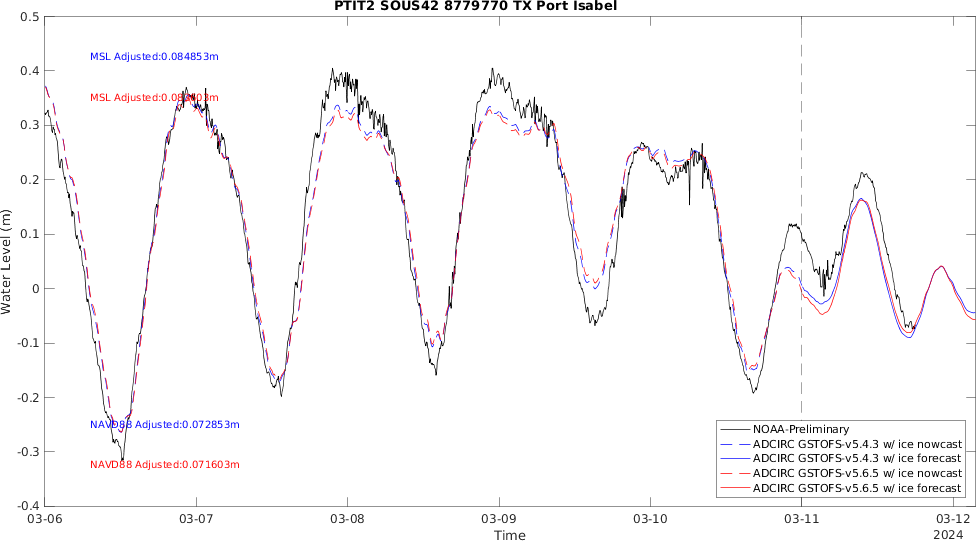 PTIT2 SOUS42 8779770 TX Port Isabel
0.5
0.4
0.3
0.2
0.1
0
-0.1
-0.2
-0.3
-0.4
Water Level (m)
MSL Adjusted:0.084853m
MSL Adjusted:
NAVD88 Adjusted:0.072853m
NAVD88 Adjusted:0.071603m
NOAA-Preliminary
ADCIRC GSTOFS-v5.4.3 w/ ice nowcast
ADCIRC GSTOFS-v5.4.3 w/ ice forecast
ADCIRC GSTOFS-v5.6.5 w/ ice nowcast
ADCIRC GSTOFS-v5.6.5 w/ ice forecast
03-06 03-07 03-08 03-09 03-10 03-11 03-12
Time
2024